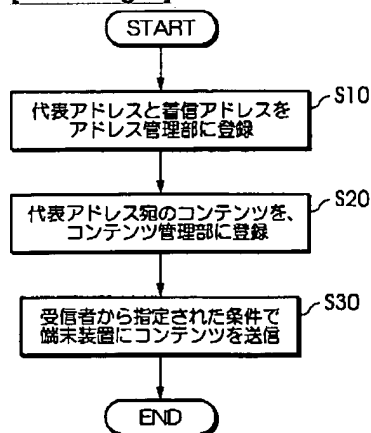 START
代表アドレスと着信アドレスを
アドレス管理部に登録
S10
代表アドレス宛のコンテンツを、
コンテンツ管理部に登録
S20
受信者から指定された条件で
端末装置にコンテンツを送信
S30
END